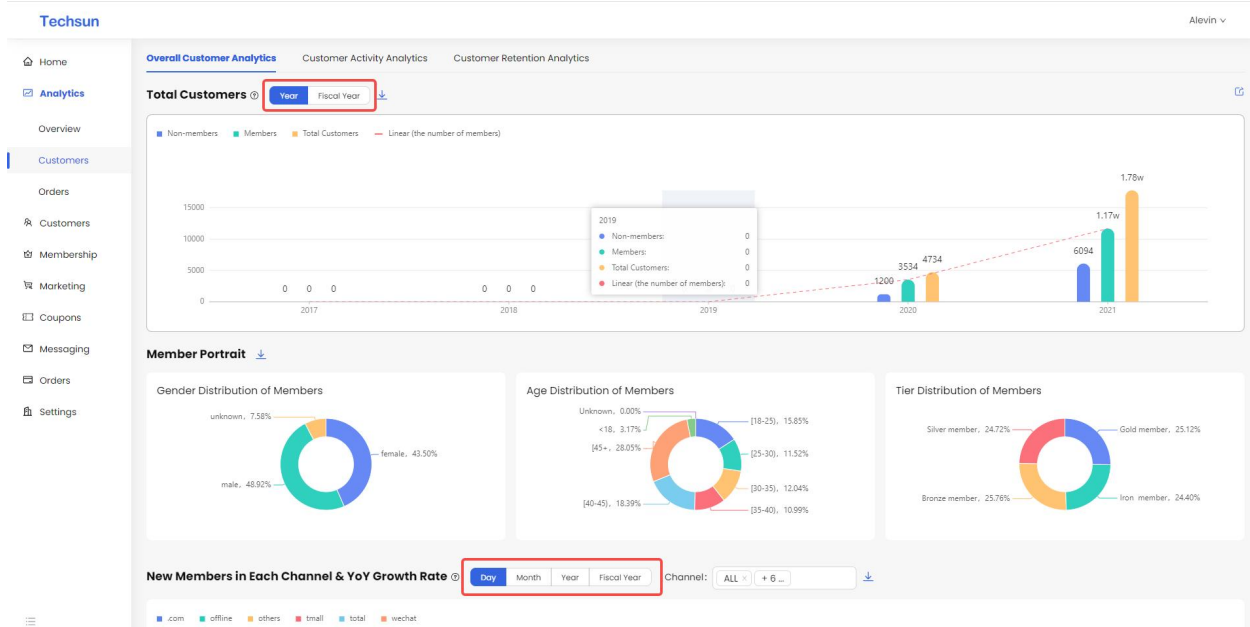 Techsun
Alevin
Home
Analytics
Overview
Customers
Orders
Customers
Membership
Marketing
Coupons
Messaging
Orders
Settings
Overall Customer Analytics Customer Activity Analytics Customer Retention Analytics
Total Customers Year Fiscal Year
Non-members Members Total Customers Linear (the number of members)
15000
10000
5000
0
0 0 0
0 0 0
2019
Non-members: 0
Members: 0
Total Customers: 0
Linear (the number of members): 0
1200 3534 4734
6094 1.17w 1.78w
2017 2018 2019 2020 2021
Member Portrait
Gender Distribution of Members
unknown, 7.58%
female, 43.50%
male, 48.92%
Age Distribution of Members
Unknown, 0.00%
<18, 3.17%
[45+, 28.05%
[40-45), 18.39%
[18-25), 15.85%
[25-30), 11.52%
[30-35), 12.04%
[35-40), 10.99%
Tier Distribution of Members
Silver member, 24.72%
Gold member, 25.12%
Bronze member, 25.76%
Iron member, 24.40%
New Members in Each Channel & YoY Growth Rate Day Month Year Fiscal Year Channel: ALL × + 6 ...
.com offline others tmall total wechat